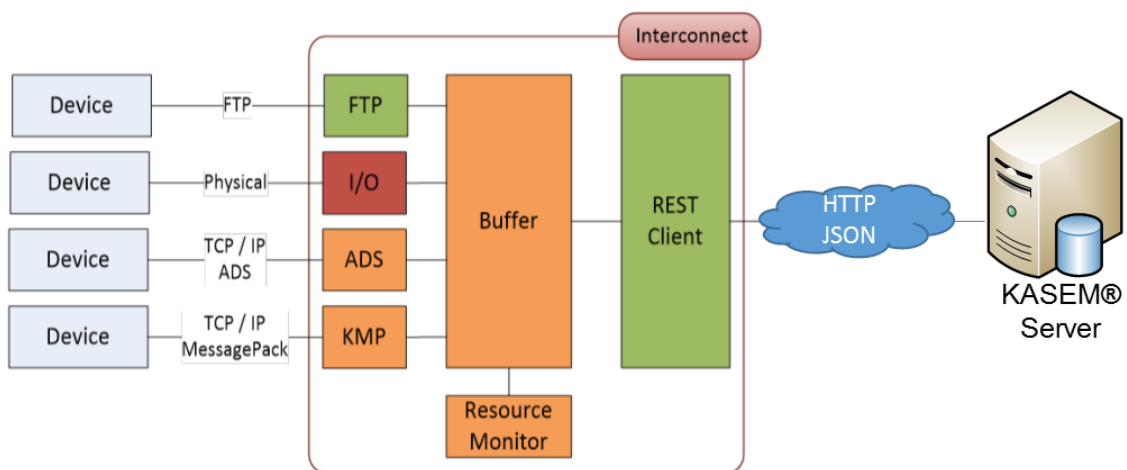 Interconnect
Device
FTP
FTP
Device
Physical
I/O
Device
TCP / IP
ADS
ADS
Device
TCP / IP
MessagePack
KMP
Buffer
Resource
Monitor
REST
Client
HTTP
JSON
KASEM®
Server